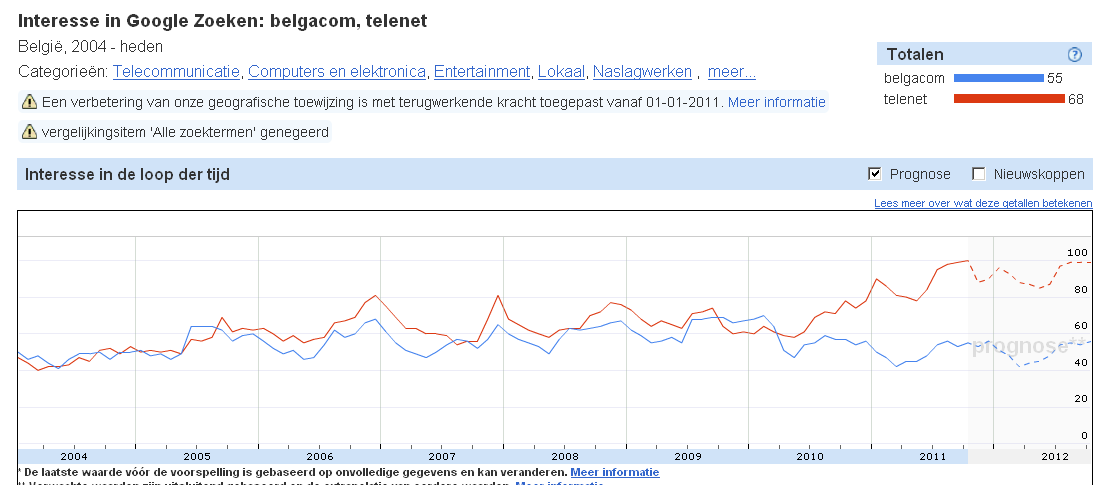 Interesse in Google Zoeken: belgacom, telenet
België, 2004 - heden
Categorieën: Telecommunicatie, Computers en elektronica, Entertainment, Lokaal, Naslagwerken , meer...
Een verbetering van onze geografische toewijzing is met terugwerkende kracht toegepast vanaf 01-01-2011. Meer informatie
vergelijkingsitem 'Alle zoektermen' genegeerd
Totalen ?
belgacom 55
telenet 68
Interesse in de loop der tijd
Prognose Nieuwskoppen
Lees meer over wat deze getallen betekenen
100
80
60
prognose**
40
20
0
2004 2005 2006 2007 2008 2009 2010 2011 2012
* De laatste waarde vóór de voorspelling is gebaseerd op onvolledige gegevens en kan veranderen. Meer informatie